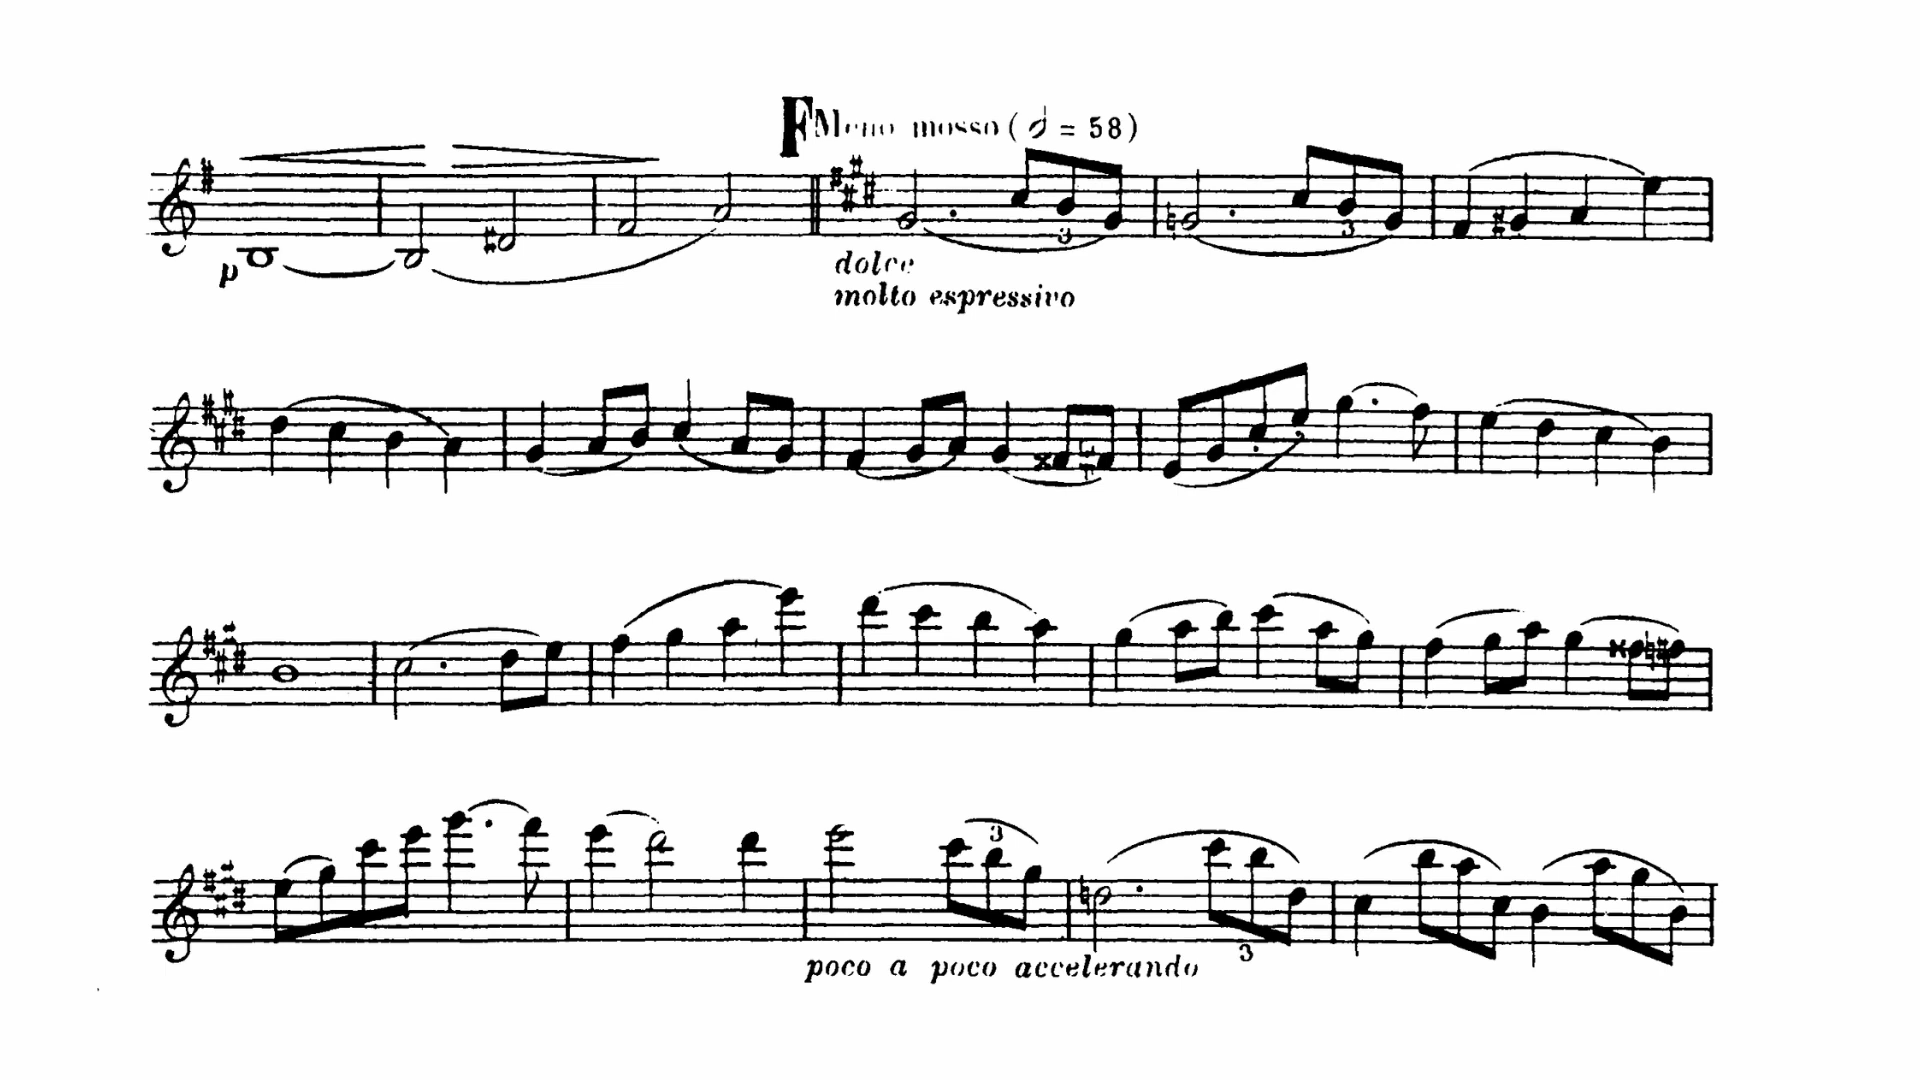 F Meno mosso ( 𝅗𝅥 = 58)
p
3
3
dolce
molto espressivo
3
poco a poco accelerando
3